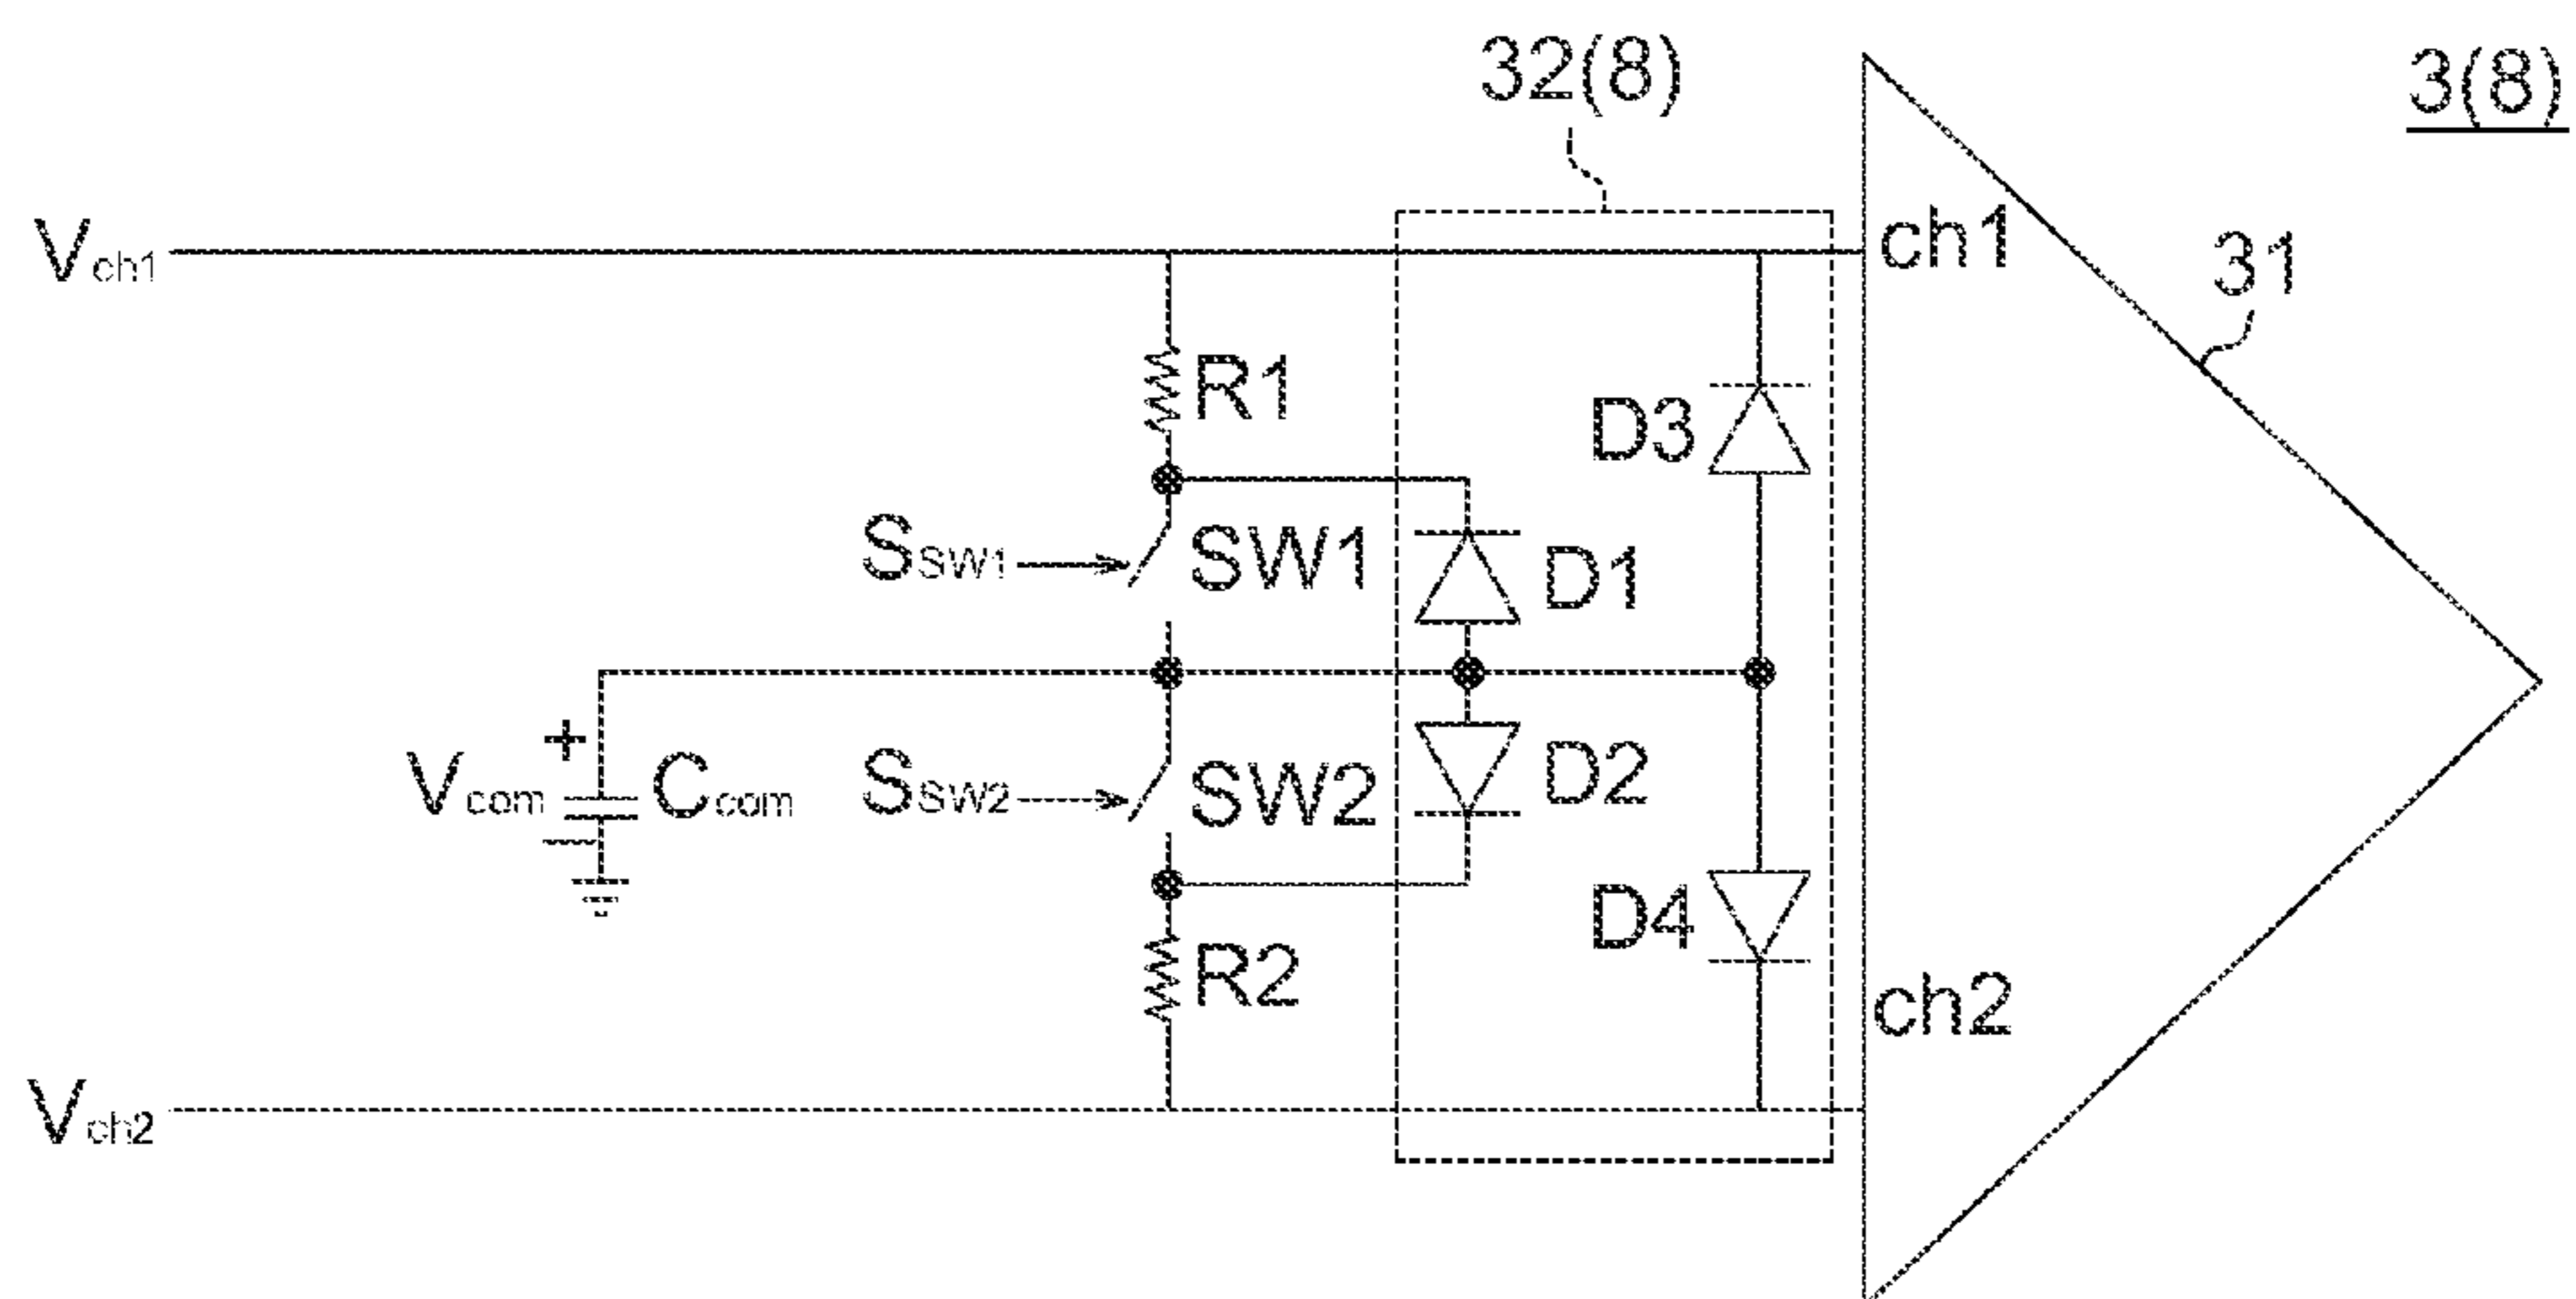 32(8)
3(8)
Vch1
ch1
31
R1
D3
SSW1
SW1
D1
+
Vcom
Ccom
SSW2
SW2
D2
D4
R2
ch2
Vch2